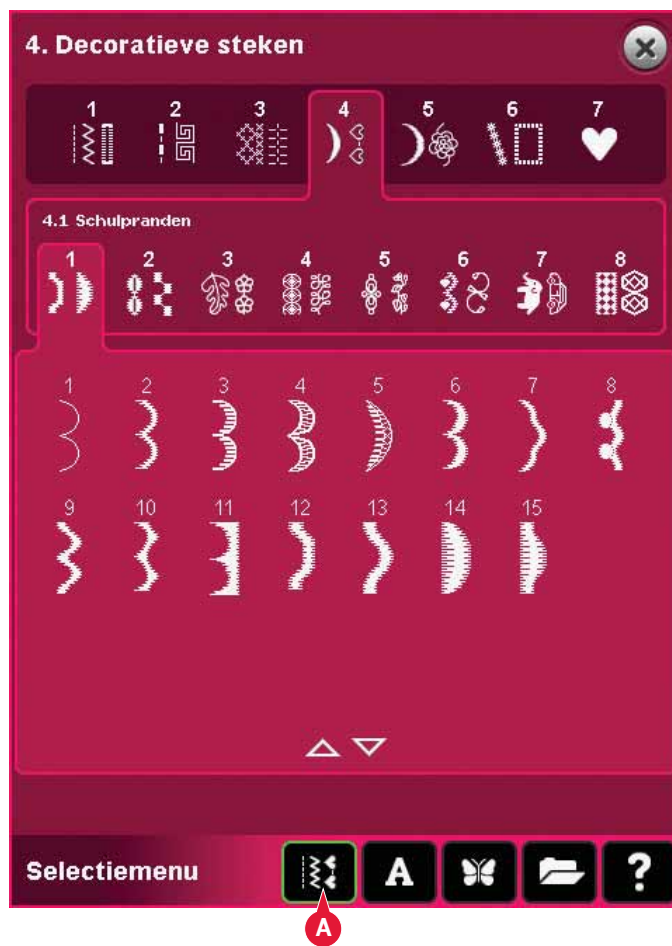 4. Decoratieve steken
1 2 3 4 5 6 7
4.1 Schulpranden
1 2 3 4 5 6 7 8
1 2 3 4 5 6 7 8
9 10 11 12 13 14 15
Selectiemenu A ?
A